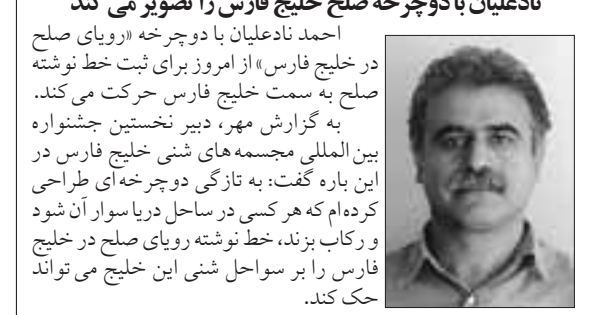 نادعلیان با دوچرخه صلح خلیج فارس را تصویر می کند
احمد نادعلیان با دوچرخه «رویای صلح
در خلیج فارس» از امروز برای ثبت خط نوشته
صلح به سمت خلیج فارس حرکت می کند.
به گزارش مهر، دبیر نخستین جشنواره
بین المللی مجسمه های شنی خلیج فارس در
این باره گفت: به تازگی دوچرخه ای طراحی
کرده ام که هر کسی در ساحل دریا سوار آن شود
و رکاب بزند، خط نوشته رویای صلح در خلیج
فارس را بر سواحل شنی این خلیج می تواند
حک کند.